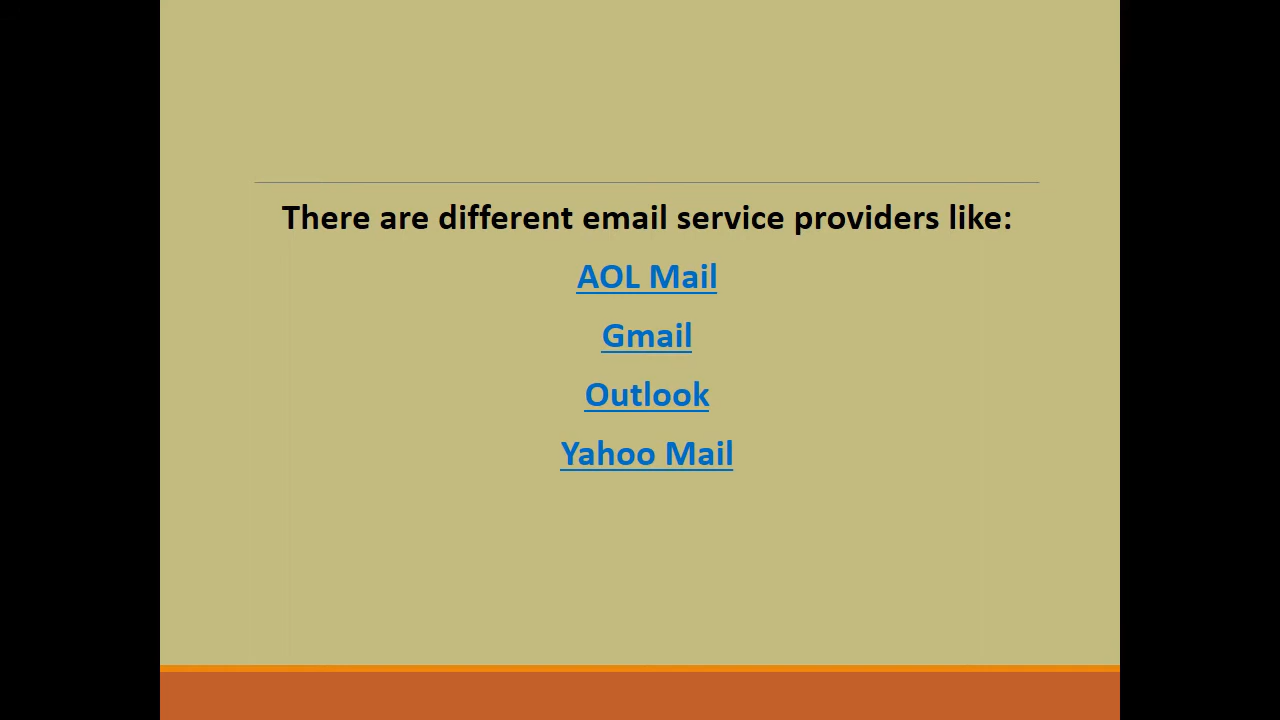 There are different email service providers like:
AOL Mail
Gmail
Outlook
Yahoo Mail